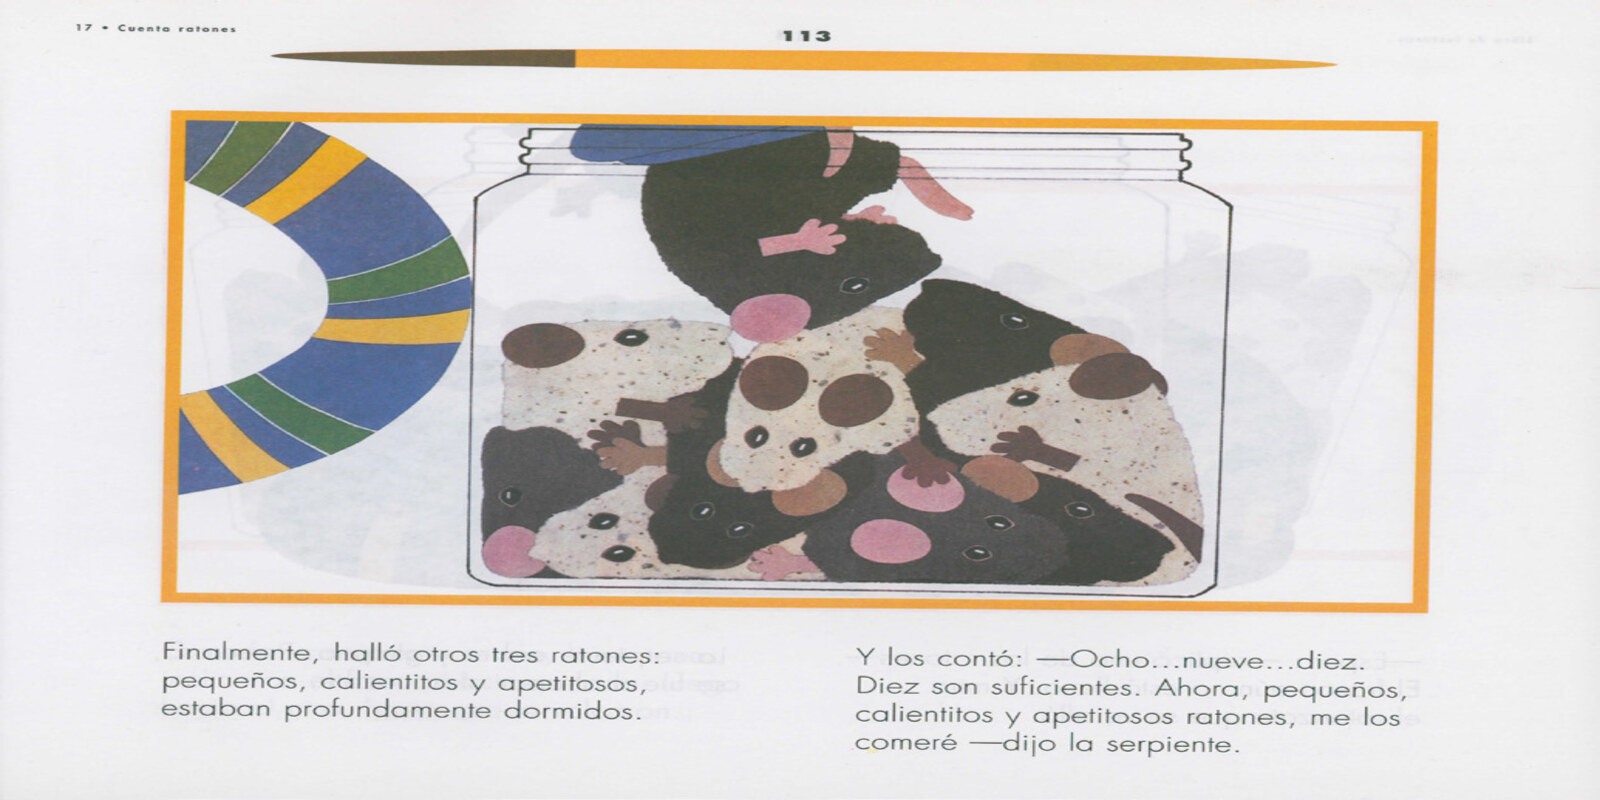 17 • Cuenta ratones
113
Finalmente, halló otros tres ratones:
pequeños, calientitos y apetitosos,
estaban profundamente dormidos.
Y los contó: —Ocho...nueve...diez.
Diez son suficientes. Ahora, pequeños,
calientitos y apetitosos ratones, me los
comeré —dijo la serpiente.